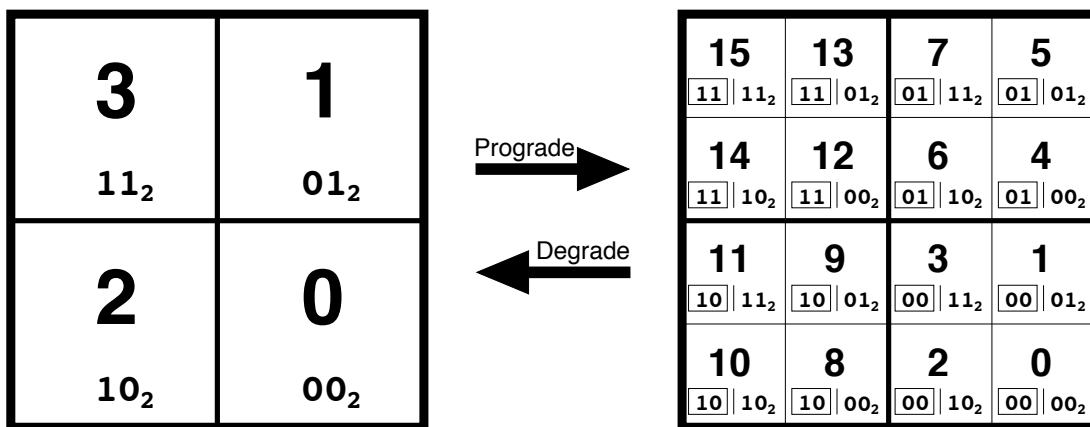 3 1
11₂ 01₂
2 0
10₂ 00₂
Prograde
Degrade
15 13 7 5
11|11₂ 11|01₂ 01|11₂ 01|01₂
14 12 6 4
11|10₂ 11|00₂ 01|10₂ 01|00₂
11 9 3 1
10|11₂ 10|01₂ 00|11₂ 00|01₂
10 8 2 0
10|10₂ 10|00₂ 00|10₂ 00|00₂